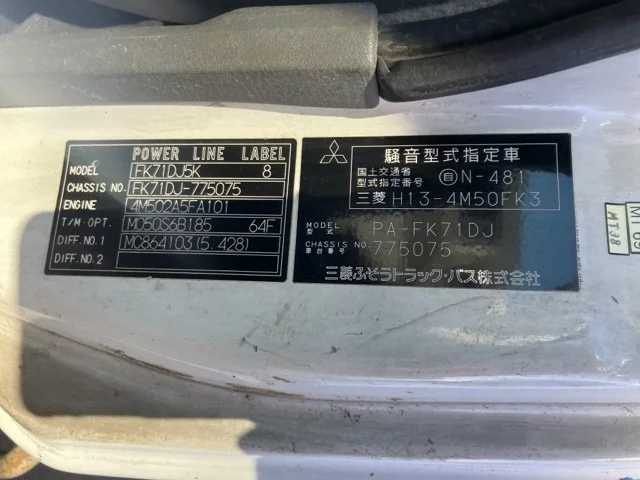 POWER LINE LABEL
MODEL FK71DJ5K 8
CHASSIS NO. FK71DJ-775075
ENGINE 4M502A5FA101
T/M・OPT. M050S6B185 64F
DIFF.NO.1 MC864103(5.428)
DIFF.NO.2
騒音型式指定車
国土交通省
型式指定番号 自 N-481
三菱 H13-4M50FK3
MODEL
型式 PA-FK71DJ
CHASSIS NO.
車台番号 775075
三菱ふそうトラック・バス株式会社
MT38